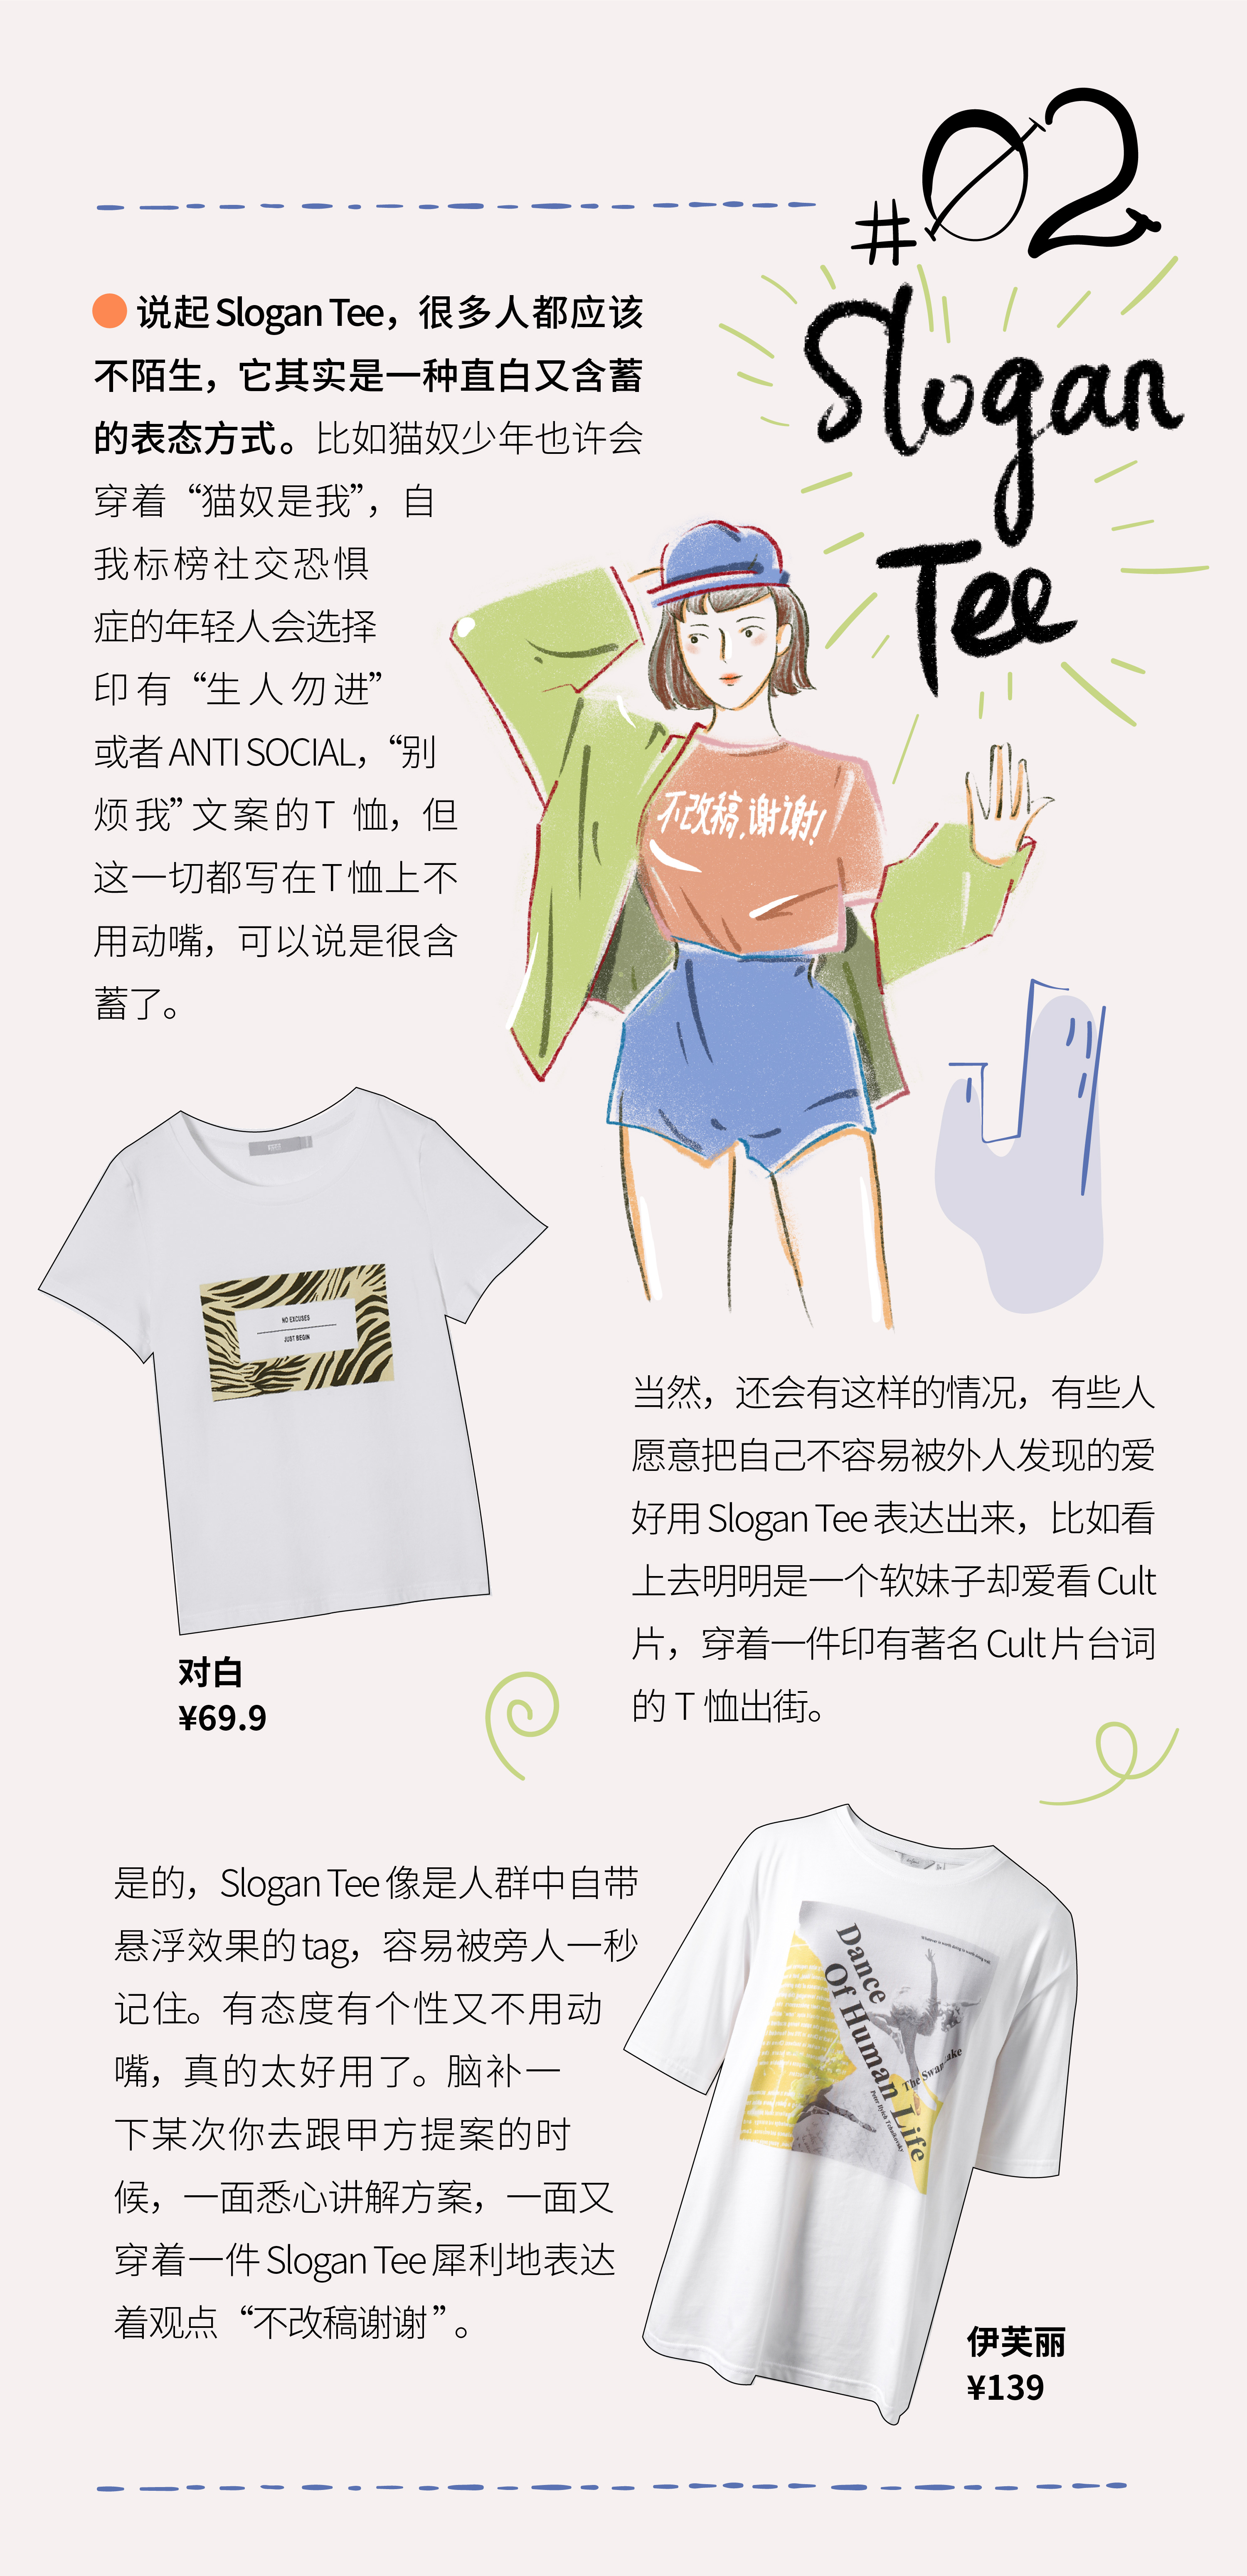 #02
Slogan
Tee
说起 Slogan Tee，很多人都应该
不陌生，它其实是一种直白又含蓄
的表态方式。比如猫奴少年也许会
穿着“猫奴是我”，自
我标榜社交恐惧
症的年轻人会选择
印有“生人勿进”
或者 ANTI SOCIAL，“别
烦我”文案的T 恤，但
这一切都写在T恤上不
用动嘴，可以说是很含
蓄了。
不改稿,谢谢!
NO EXCUSES
JUST BEGIN
对白
¥69.9
当然，还会有这样的情况，有些人
愿意把自己不容易被外人发现的爱
好用 Slogan Tee 表达出来，比如看
上去明明是一个软妹子却爱看 Cult
片，穿着一件印有著名 Cult 片台词
的 T 恤出街。
是的，Slogan Tee 像是人群中自带
悬浮效果的 tag，容易被旁人一秒
记住。有态度有个性又不用动
嘴，真的太好用了。脑补一
下某次你去跟甲方提案的时
候，一面悉心讲解方案，一面又
穿着一件 Slogan Tee 犀利地表达
着观点“不改稿谢谢”。
Dance
Of Human Life
The Swan Lake
Peter Ilyich Tchaikovsky
伊芙丽
¥139